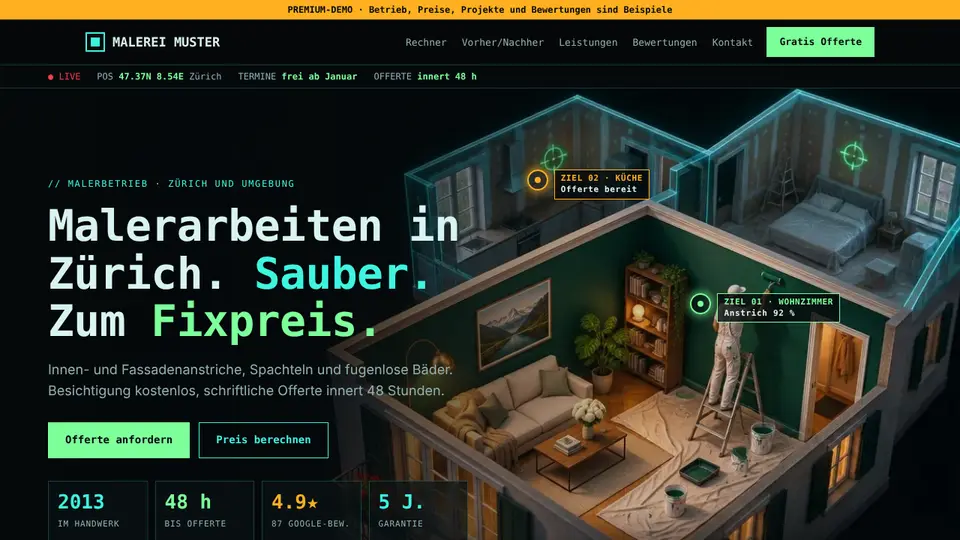 PREMIUM-DEMO · Betrieb, Preise, Projekte und Bewertungen sind Beispiele
MALEREI MUSTER
Rechner Vorher/Nachher Leistungen Bewertungen Kontakt Gratis Offerte
● LIVE POS 47.37N 8.54E Zürich TERMINE frei ab Januar OFFERTE innert 48 h
ZIEL 02 · KÜCHE
Offerte bereit
// MALERBETRIEB · ZÜRICH UND UMGEBUNG
Malerarbeiten in
Zürich. Sauber.
Zum Fixpreis.
ZIEL 01 · WOHNZIMMER
Anstrich 92 %
Innen- und Fassadenanstriche, Spachteln und fugenlose Bäder.
Besichtigung kostenlos, schriftliche Offerte innert 48 Stunden.
Offerte anfordern Preis berechnen
2013 48 h 4.9★ 5 J.
IM HANDWERK BIS OFFERTE 87 GOOGLE-BEW. GARANTIE